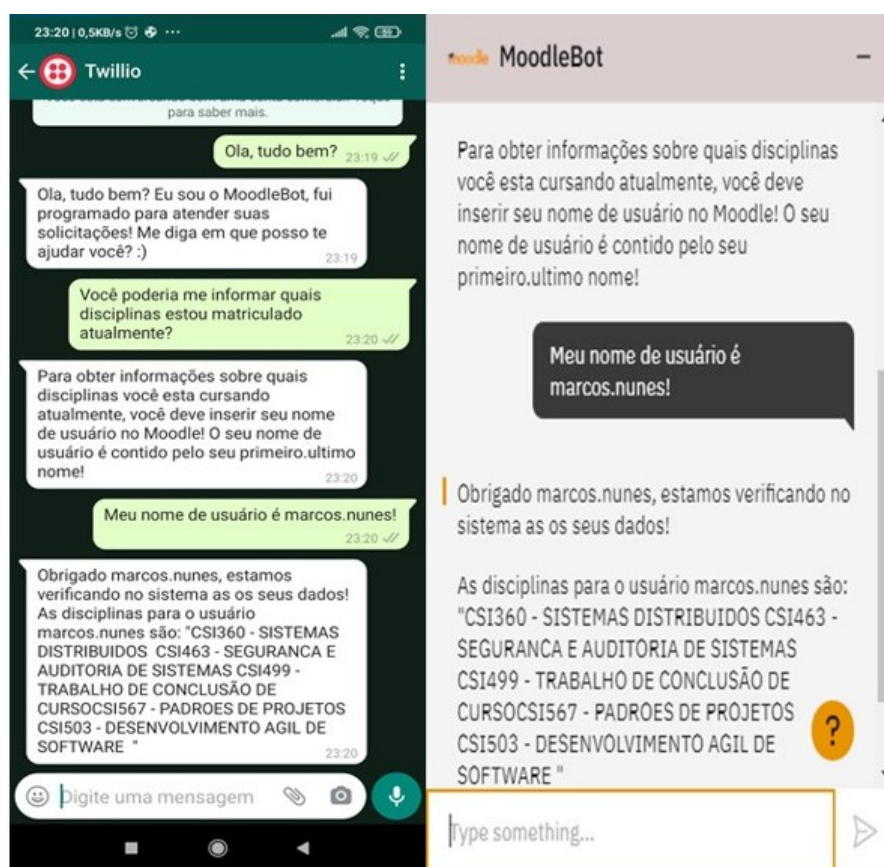 23:20 | 0,5KB/s
59
Twillio
para saber mais.
Ola, tudo bem?
23:19
Ola, tudo bem? Eu sou o MoodleBot, fui
programado para atender suas
solicitações! Me diga em que posso te
ajudar você? :)
23:19
Você poderia me informar quais
disciplinas estou matriculado
atualmente?
23:20
Para obter informações sobre quais
disciplinas você esta cursando
atualmente, você deve inserir seu nome
de usuário no Moodle! O seu nome de
usuário é contido pelo seu primeiro.ultimo
nome!
23:20
Meu nome de usuário é marcos.nunes!
23:20
Obrigado marcos.nunes, estamos
verificando no sistema as os seus dados!
As disciplinas para o usuário
marcos.nunes são: "CSI360 - SISTEMAS
DISTRIBUIDOS CSI463 - SEGURANCA E
AUDITORIA DE SISTEMAS CSI499 -
TRABALHO DE CONCLUSÃO DE
CURSOCSI567 - PADROES DE PROJETOS
CSI503 - DESENVOLVIMENTO AGIL DE
SOFTWARE "
23:20
Digite uma mensagem
moodle MoodleBot
Para obter informações sobre quais disciplinas
você esta cursando atualmente, você deve
inserir seu nome de usuário no Moodle! O seu
nome de usuário é contido pelo seu
primeiro.ultimo nome!
Meu nome de usuário é
marcos.nunes!
Obrigado marcos.nunes, estamos verificando no
sistema as os seus dados!
As disciplinas para o usuário marcos.nunes são:
"CSI360 - SISTEMAS DISTRIBUIDOS CSI463 -
SEGURANCA E AUDITORIA DE SISTEMAS
CSI499 - TRABALHO DE CONCLUSÃO DE
CURSOCSI567 - PADROES DE PROJETOS
CSI503 - DESENVOLVIMENTO AGIL DE
SOFTWARE "
?
Type something...